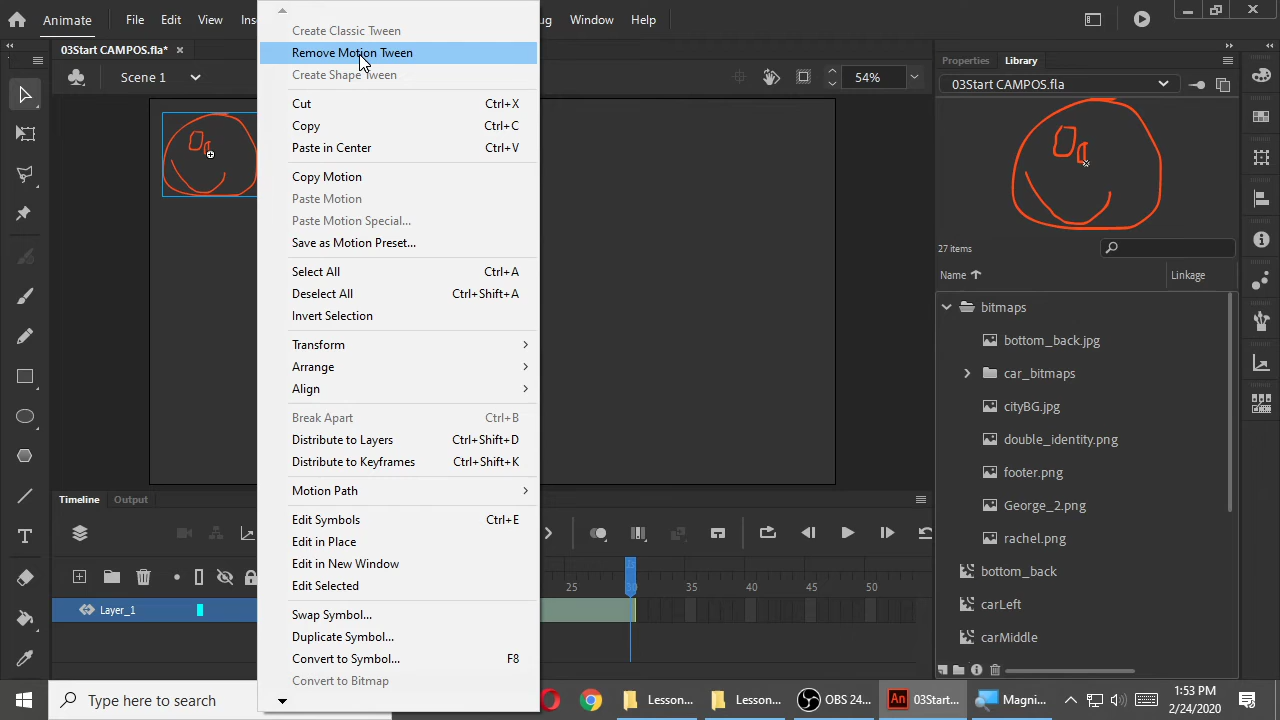 Animate File Edit View Ins ug Window Help
03Start CAMPOS.fla* ×
Scene 1
54%
Create Classic Tween
Remove Motion Tween
Create Shape Tween
Cut Ctrl+X
Copy Ctrl+C
Paste in Center Ctrl+V
Copy Motion
Paste Motion
Paste Motion Special...
Save as Motion Preset...
Select All Ctrl+A
Deselect All Ctrl+Shift+A
Invert Selection
Transform
Arrange
Align
Break Apart Ctrl+B
Distribute to Layers Ctrl+Shift+D
Distribute to Keyframes Ctrl+Shift+K
Motion Path
Edit Symbols Ctrl+E
Edit in Place
Edit in New Window
Edit Selected
Swap Symbol...
Duplicate Symbol...
Convert to Symbol... F8
Convert to Bitmap
Properties Library
03Start CAMPOS.fla
27 items
Name Linkage
bitmaps
bottom_back.jpg
car_bitmaps
cityBG.jpg
double_identity.png
footer.png
George_2.png
rachel.png
bottom_back
carLeft
carMiddle
Timeline Output
25 30 35 40 45 50
Layer_1
Type here to search
Lesson... Lesson... OBS 24... An 03Start... Magni...
1:53 PM
2/24/2020